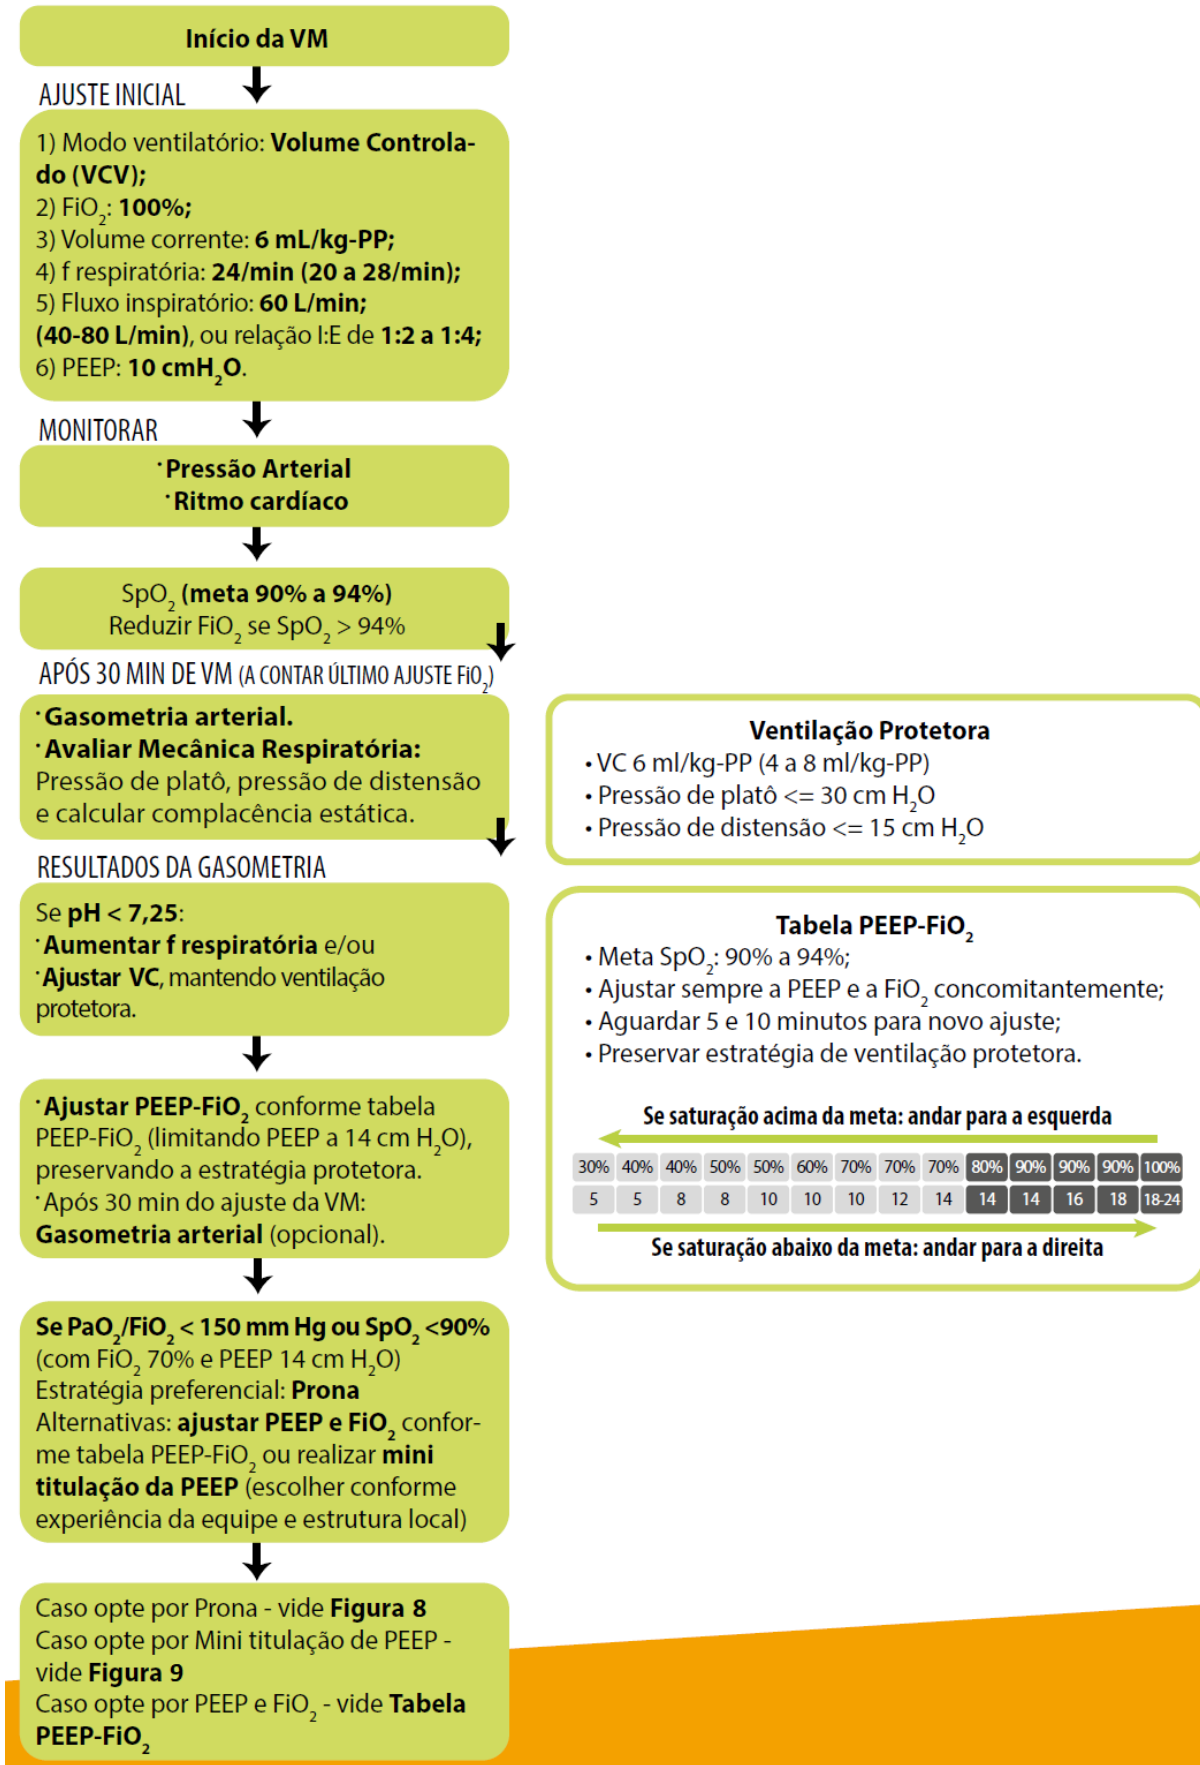 Início da VM
AJUSTE INICIAL
1) Modo ventilatório: Volume Controla-
do (VCV);
2) FiO2: 100%;
3) Volume corrente: 6 mL/kg-PP;
4) f respiratória: 24/min (20 a 28/min);
5) Fluxo inspiratório: 60 L/min;
(40-80 L/min), ou relação I:E de 1:2 a 1:4;
6) PEEP: 10 cmH2O.
MONITORAR
·Pressão Arterial
·Ritmo cardíaco
SpO2 (meta 90% a 94%)
Reduzir FiO2 se SpO2 > 94%
APÓS 30 MIN DE VM (A CONTAR ÚLTIMO AJUSTE FiO2)
·Gasometria arterial.
·Avaliar Mecânica Respiratória:
Pressão de platô, pressão de distensão
e calcular complacência estática.
RESULTADOS DA GASOMETRIA
Se pH < 7,25:
·Aumentar f respiratória e/ou
·Ajustar VC, mantendo ventilação
protetora.
·Ajustar PEEP-FiO2 conforme tabela
PEEP-FiO2 (limitando PEEP a 14 cm H2O),
preservando a estratégia protetora.
·Após 30 min do ajuste da VM:
Gasometria arterial (opcional).
Se PaO2/FiO2 < 150 mm Hg ou SpO2 <90%
(com FiO2 70% e PEEP 14 cm H2O)
Estratégia preferencial: Prona
Alternativas: ajustar PEEP e FiO2 confor-
me tabela PEEP-FiO2 ou realizar mini
titulação da PEEP (escolher conforme
experiência da equipe e estrutura local)
Caso opte por Prona - vide Figura 8
Caso opte por Mini titulação de PEEP -
vide Figura 9
Caso opte por PEEP e FiO2 - vide Tabela
PEEP-FiO2
Ventilação Protetora
• VC 6 ml/kg-PP (4 a 8 ml/kg-PP)
• Pressão de platô <= 30 cm H2O
• Pressão de distensão <= 15 cm H2O
Tabela PEEP-FiO2
• Meta SpO2: 90% a 94%;
• Ajustar sempre a PEEP e a FiO2 concomitantemente;
• Aguardar 5 e 10 minutos para novo ajuste;
• Preservar estratégia de ventilação protetora.
Se saturação acima da meta: andar para a esquerda
30% 40% 40% 50% 50% 60% 70% 70% 70% 80% 90% 90% 90% 100%
5 5 8 8 10 10 10 12 14 14 14 16 18 18-24
Se saturação abaixo da meta: andar para a direita